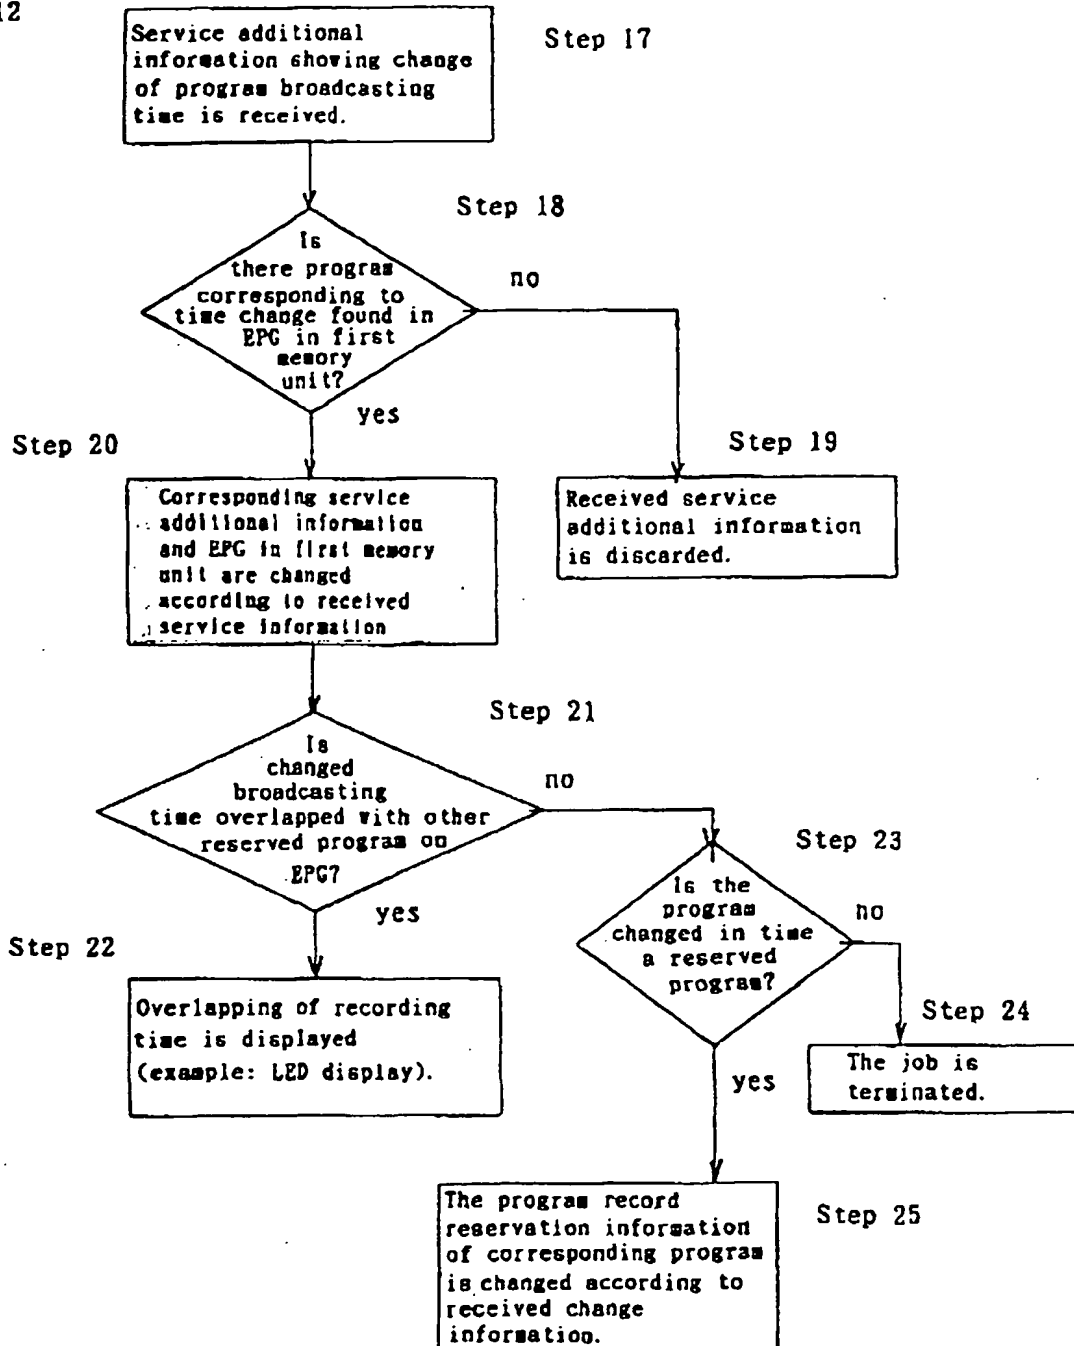 12
Service additional
information showing change
of program broadcasting
time is received.
Step 17
Step 18
Is
there program
corresponding to
time change found in
EPG in first
memory
unit?
no
yes
Step 20
Step 19
Corresponding service
additional information
and EPG in first memory
unit are changed
according to received
service information
Received service
additional information
is discarded.
Step 21
Is
changed
broadcasting
time overlapped with other
reserved program on
EPG?
no
yes
Step 23
Is the
program
changed in time
a reserved
program?
no
yes
Step 22
Overlapping of recording
time is displayed
(example: LED display).
Step 24
The job is
terminated.
Step 25
The program record
reservation information
of corresponding program
is changed according to
received change
information.